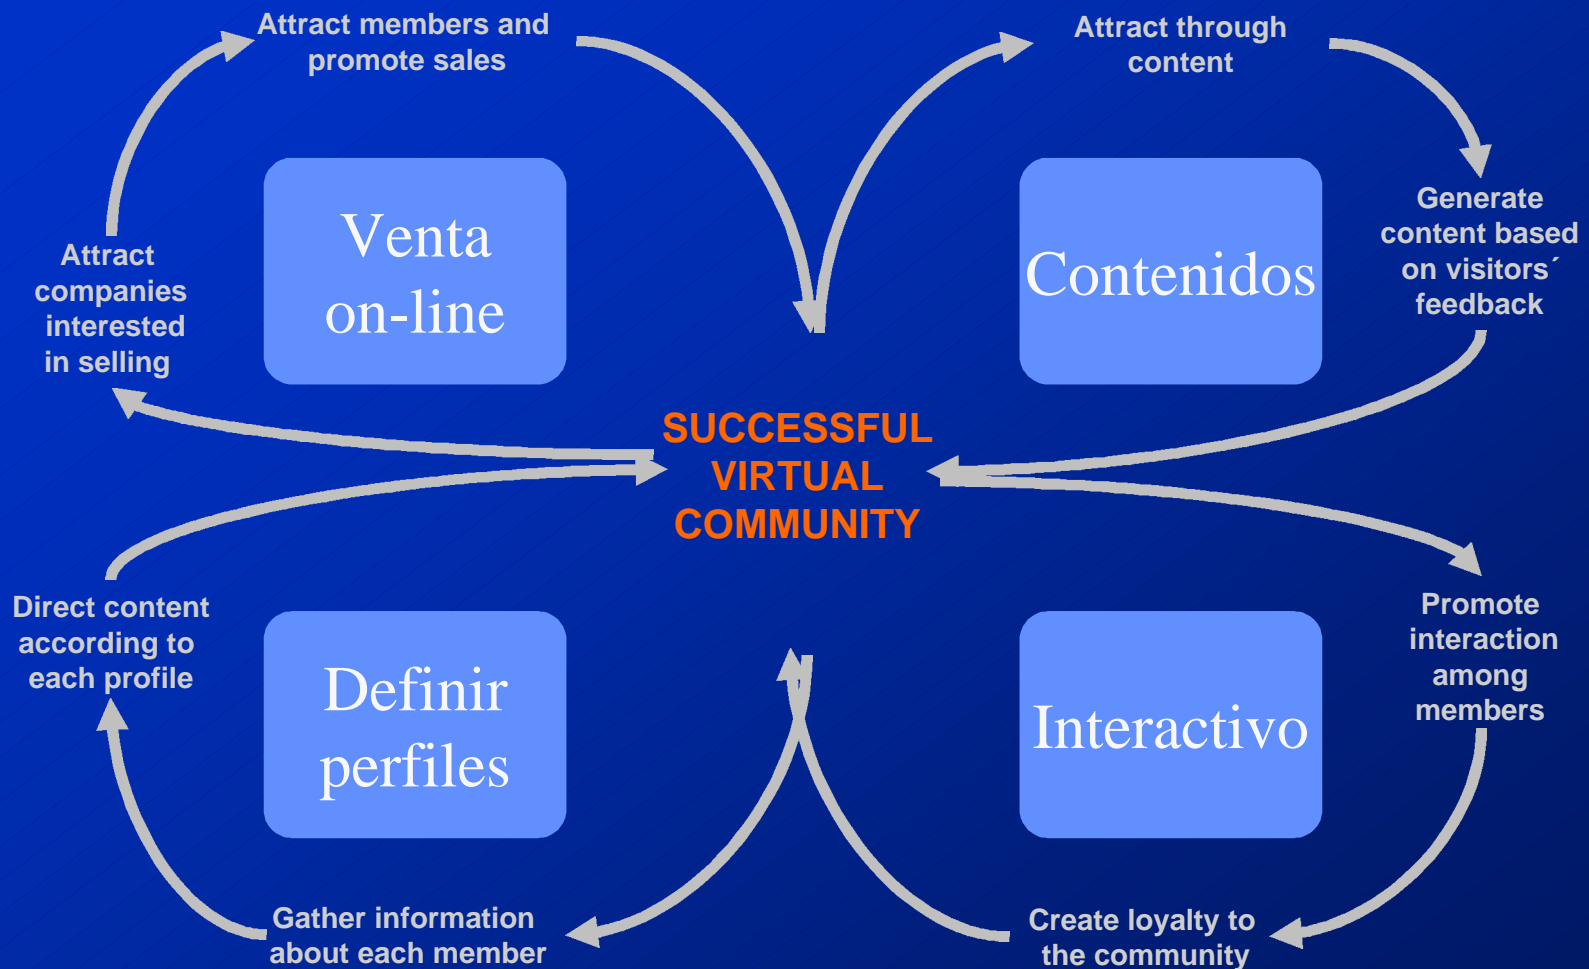 Attract members and
promote sales
Attract through
content
Venta
on-line
Contenidos
Generate
content based
on visitors´
feedback
Attract
companies
interested
in selling
SUCCESSFUL
VIRTUAL
COMMUNITY
Direct content
according to
each profile
Definir
perfiles
Interactivo
Promote
interaction
among
members
Gather information
about each member
Create loyalty to
the community